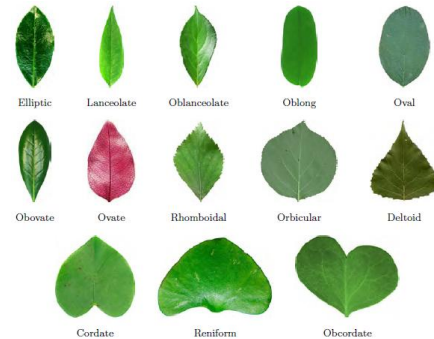 Elliptic Lanceolate Oblanceolate Oblong Oval
Obovate Ovate Rhomboidal Orbicular Deltoid
Cordate Reniform Obcordate